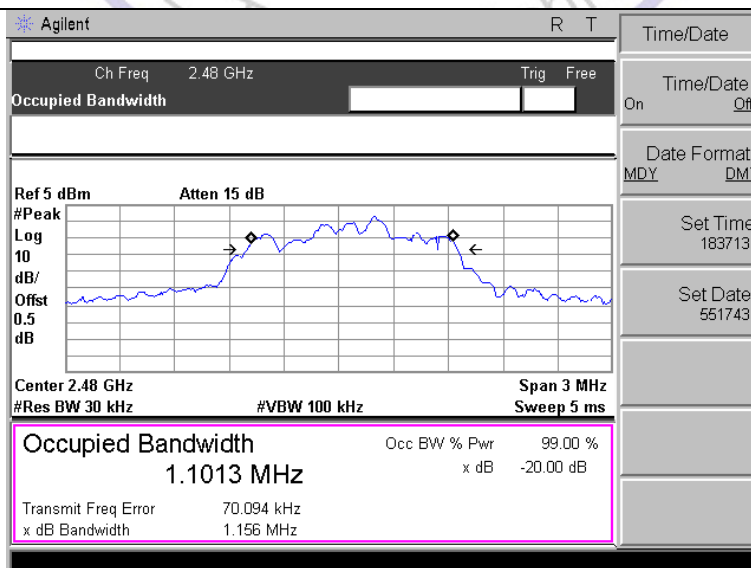 Agilent R T
Ch Freq 2.48 GHz Trig Free
Occupied Bandwidth
Ref 5 dBm Atten 15 dB
#Peak
Log
10
dB/
Offst
0.5
dB
Center 2.48 GHz Span 3 MHz
#Res BW 30 kHz #VBW 100 kHz Sweep 5 ms
Occupied Bandwidth
1.1013 MHz
Occ BW % Pwr 99.00 %
x dB -20.00 dB
Transmit Freq Error 70.094 kHz
x dB Bandwidth 1.156 MHz
Time/Date
Time/Date
On Off
Date Format
MDY DM
Set Time
183713
Set Date
551743